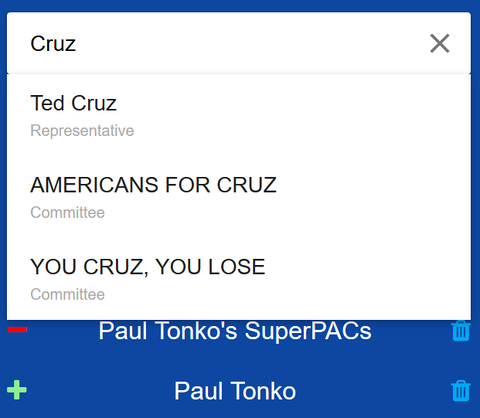 Cruz
Ted Cruz
Representative
AMERICANS FOR CRUZ
Committee
YOU CRUZ, YOU LOSE
Committee
Paul Tonko's SuperPACs
Paul Tonko